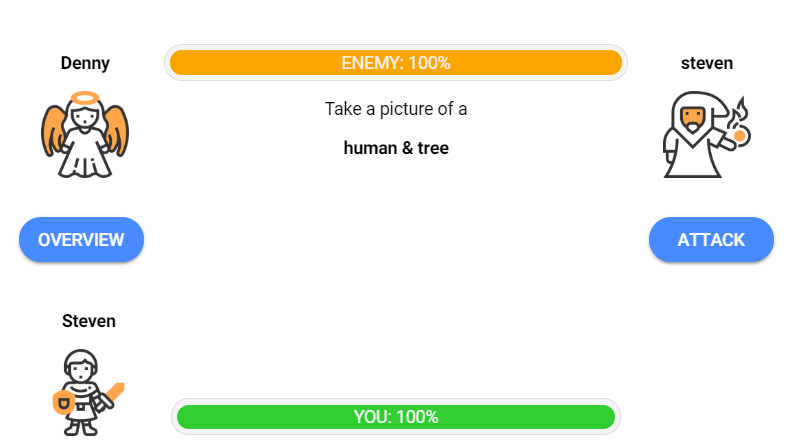 Denny
ENEMY: 100%
steven
Take a picture of a
human & tree
OVERVIEW
ATTACK
Steven
YOU: 100%